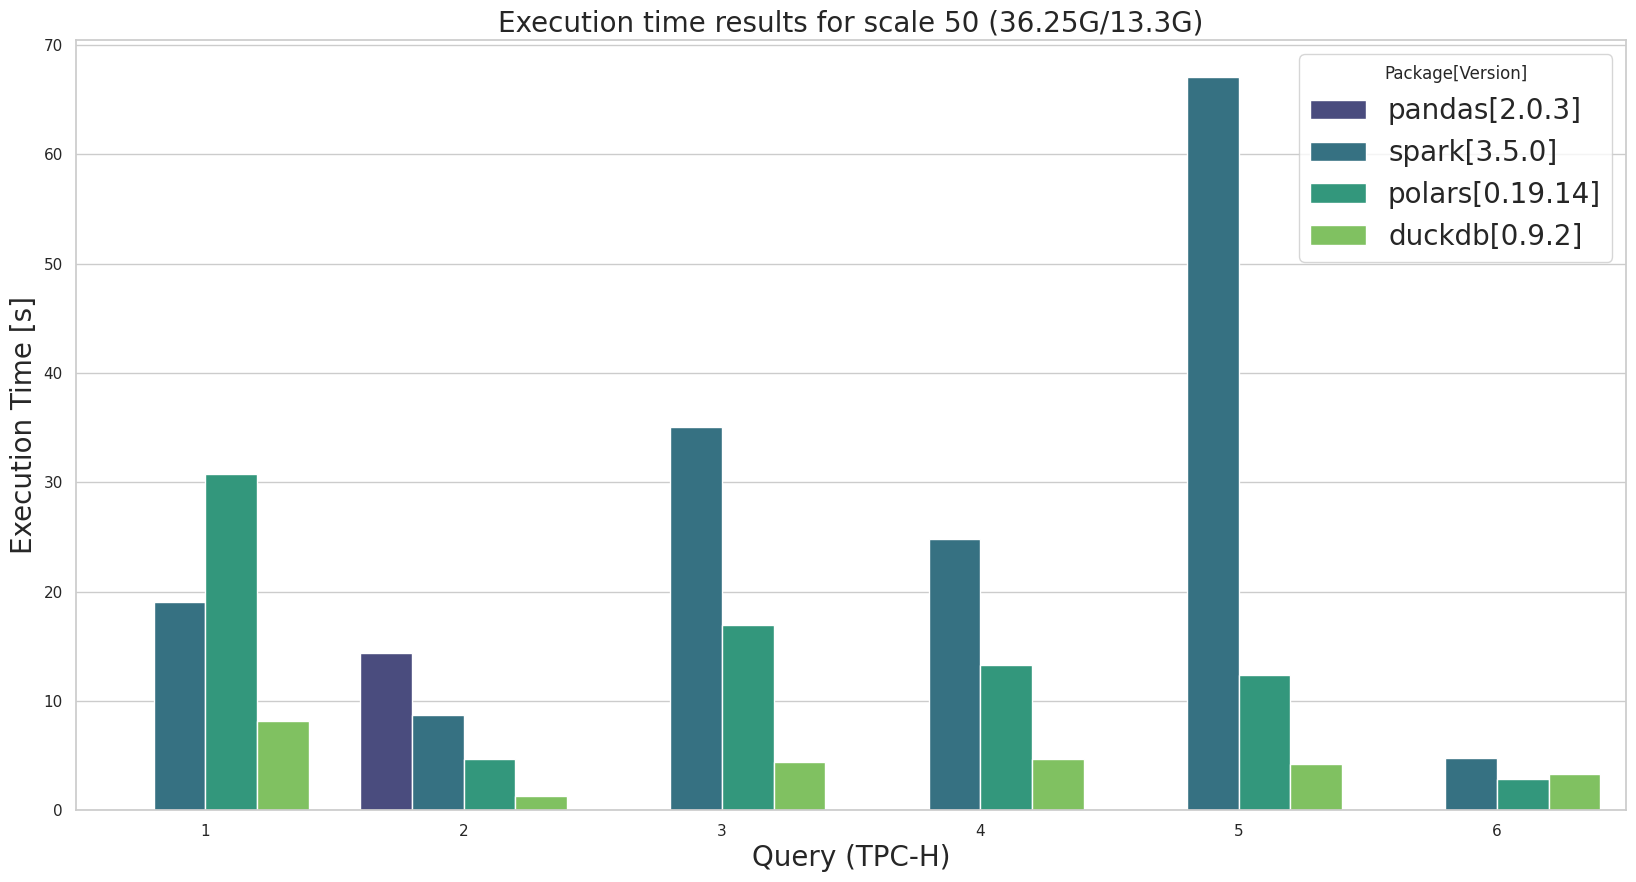 Execution time results for scale 50 (36.25G/13.3G)
70
60
50
40
30
20
10
0
Execution Time [s]
Package[Version]
pandas[2.0.3]
spark[3.5.0]
polars[0.19.14]
duckdb[0.9.2]
1 2 3 4 5 6
Query (TPC-H)